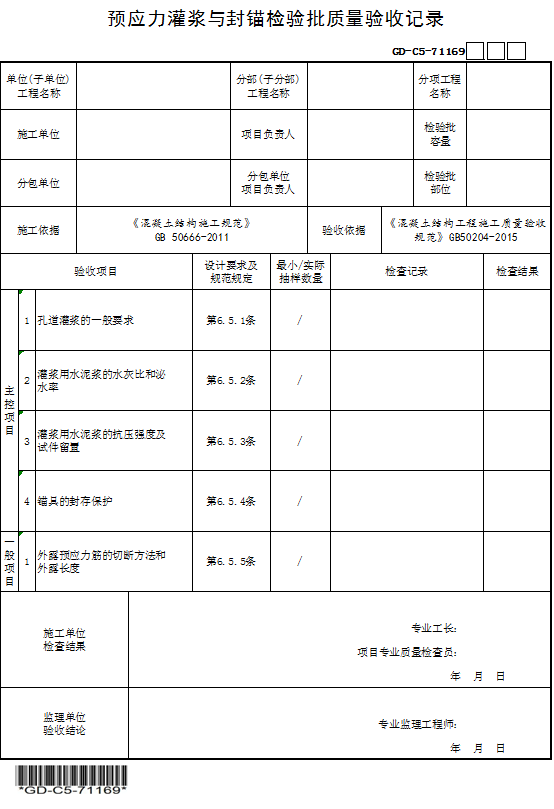 预应力灌浆与封锚检验批质量验收记录
GD-C5-71169
单位(子单位)
工程名称
分部(子分部)
工程名称
分项工程
名称
施工单位
项目负责人
检验批
容量
分包单位
分包单位
项目负责人
检验批
部位
施工依据
《混凝土结构施工规范》
GB 50666-2011
验收依据
《混凝土结构工程施工质量验收
规范》GB50204-2015
验收项目
设计要求及
规范规定
最小/实际
抽样数量
检查记录
检查结果
主
控
项
目
1
孔道灌浆的一般要求
第6.5.1条
/
2
灌浆用水泥浆的水灰比和泌
水率
第6.5.2条
/
3
灌浆用水泥浆的抗压强度及
试件留置
第6.5.3条
/
4
锚具的封存保护
第6.5.4条
/
一
般
项
目
1
外露预应力筋的切断方法和
外露长度
第6.5.5条
/
施工单位
检查结果
专业工长：
项目专业质量检查员：
年 月 日
监理单位
验收结论
专业监理工程师：
年 月 日
*GD-C5-71169*